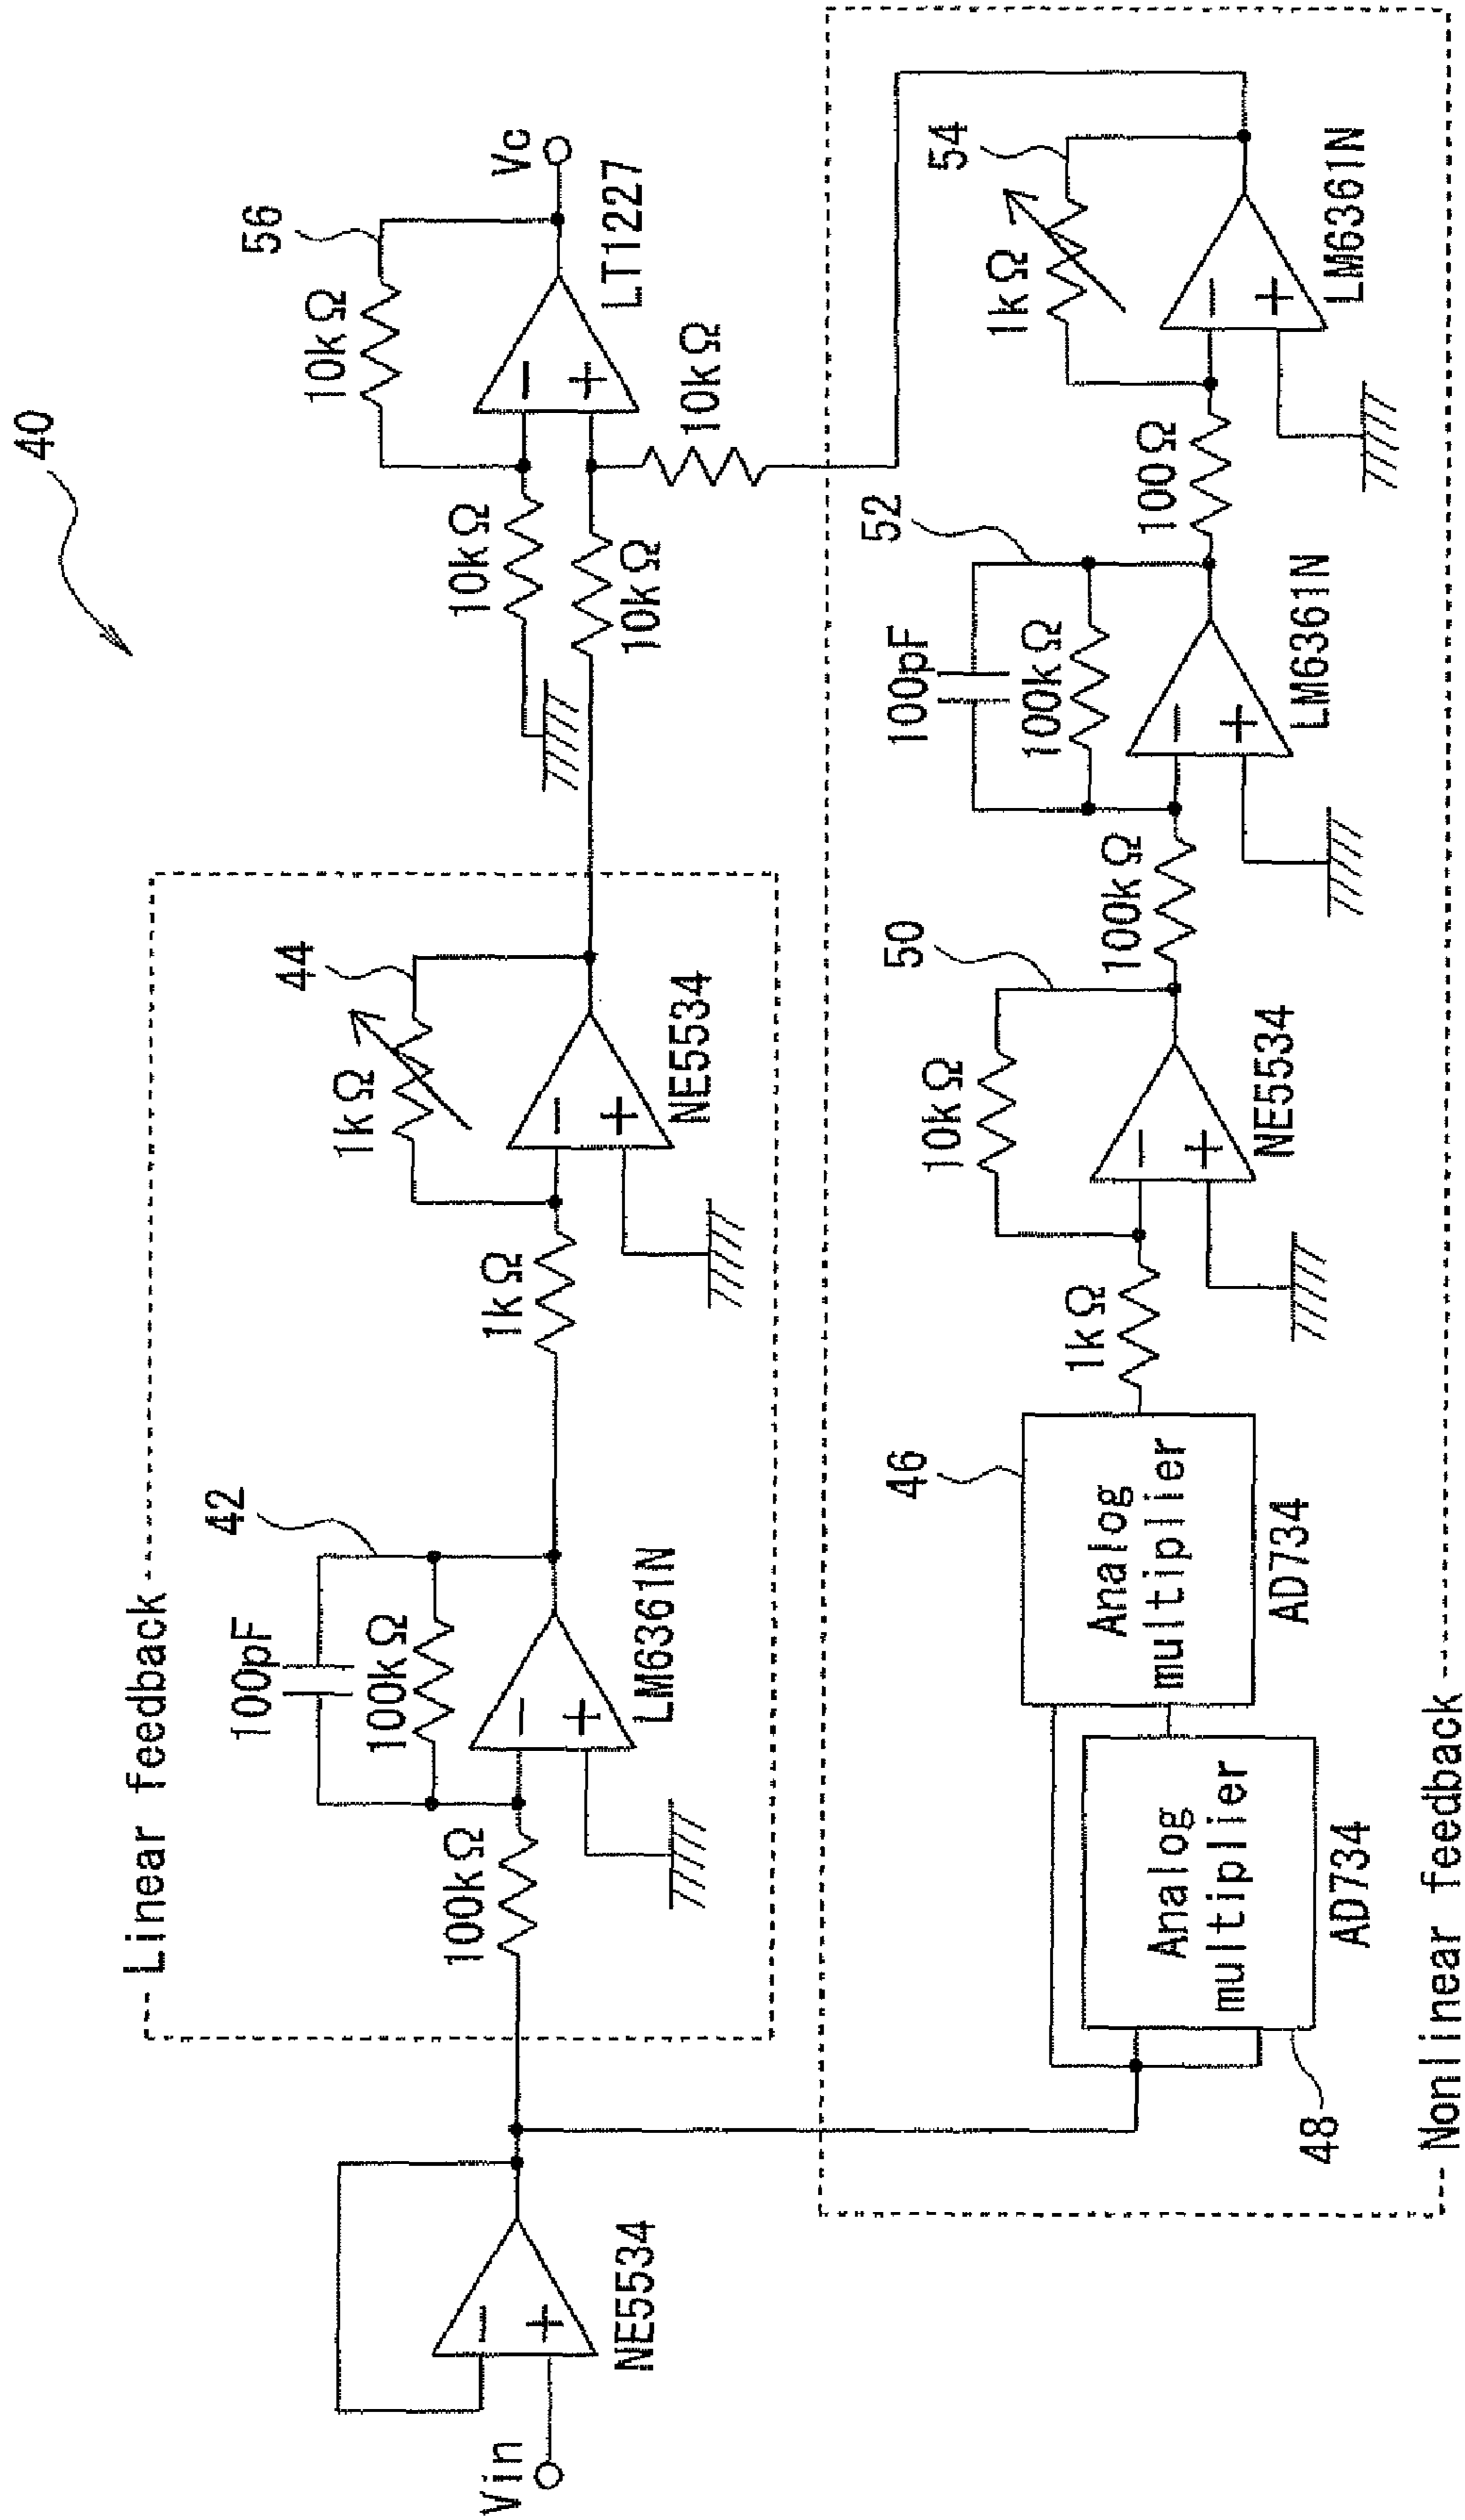 40
Linear feedback
42
100pF
100kΩ
100kΩ
LM6361N
1kΩ
44
1kΩ
NE5534
56
10kΩ
10kΩ
10kΩ
10kΩ
Vc
LT1227
Vin
NE5534
Nonlinear feedback
48
Analog
multiplier
AD734
46
Analog
multiplier
AD734
1kΩ
50
10kΩ
NE5534
100kΩ
52
100pF
100kΩ
LM6361N
100Ω
54
1kΩ
LM6361N